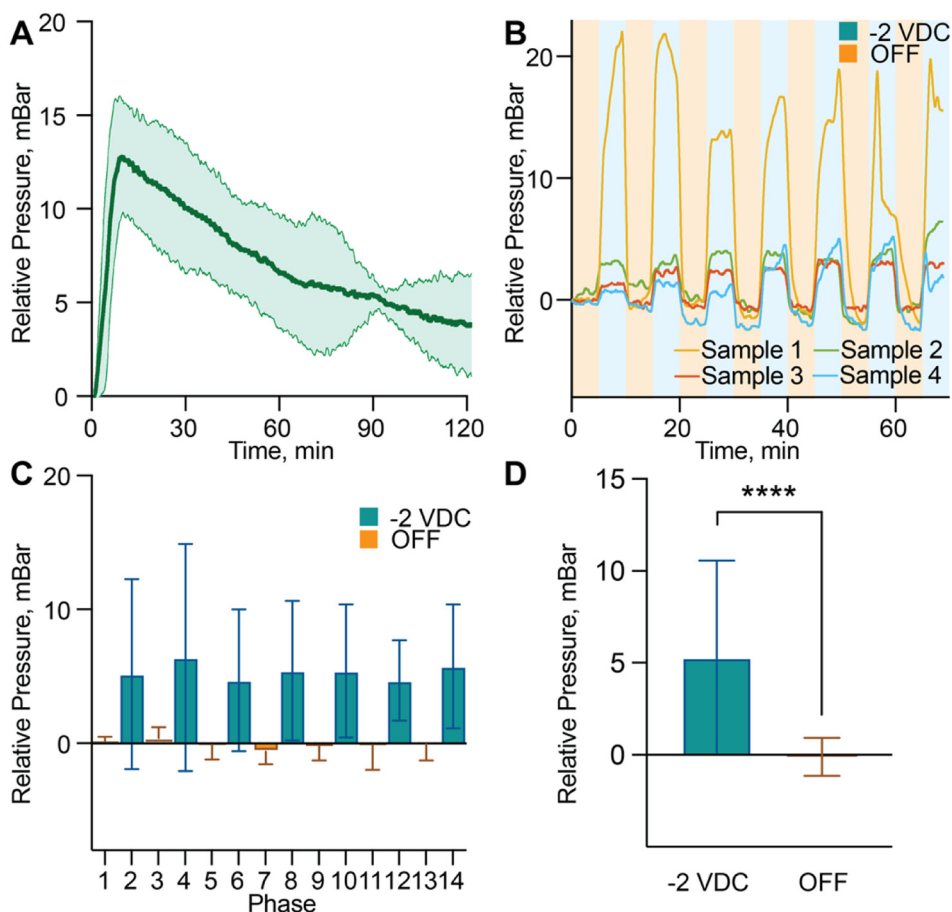 A
20
15
10
5
0
Relative Pressure, mBar
0 30 60 90 120
Time, min
B
-2 VDC
OFF
20
10
0
Relative Pressure, mBar
Sample 1 Sample 2
Sample 3 Sample 4
0 20 40 60
Time, min
C
20
10
0
Relative Pressure, mBar
-2 VDC
OFF
1 2 3 4 5 6 7 8 9 10 11 12 13 14
Phase
D
15
10
5
0
Relative Pressure, mBar
****
-2 VDC OFF